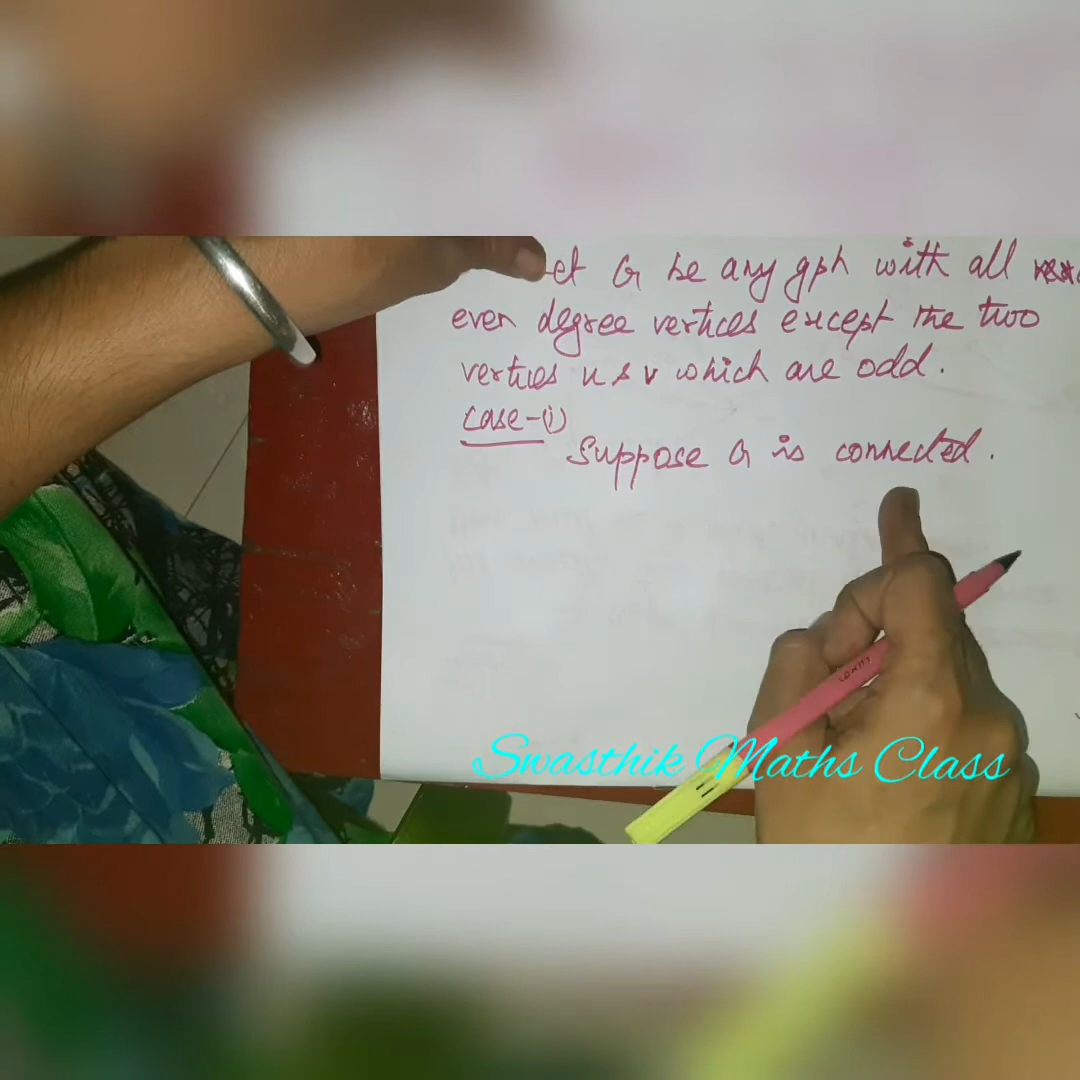 et G be any gph with all
even degree vertices except the two
verties u & v which are odd.
Case-(i)
Suppose G is connected.
Swasthik Maths Class